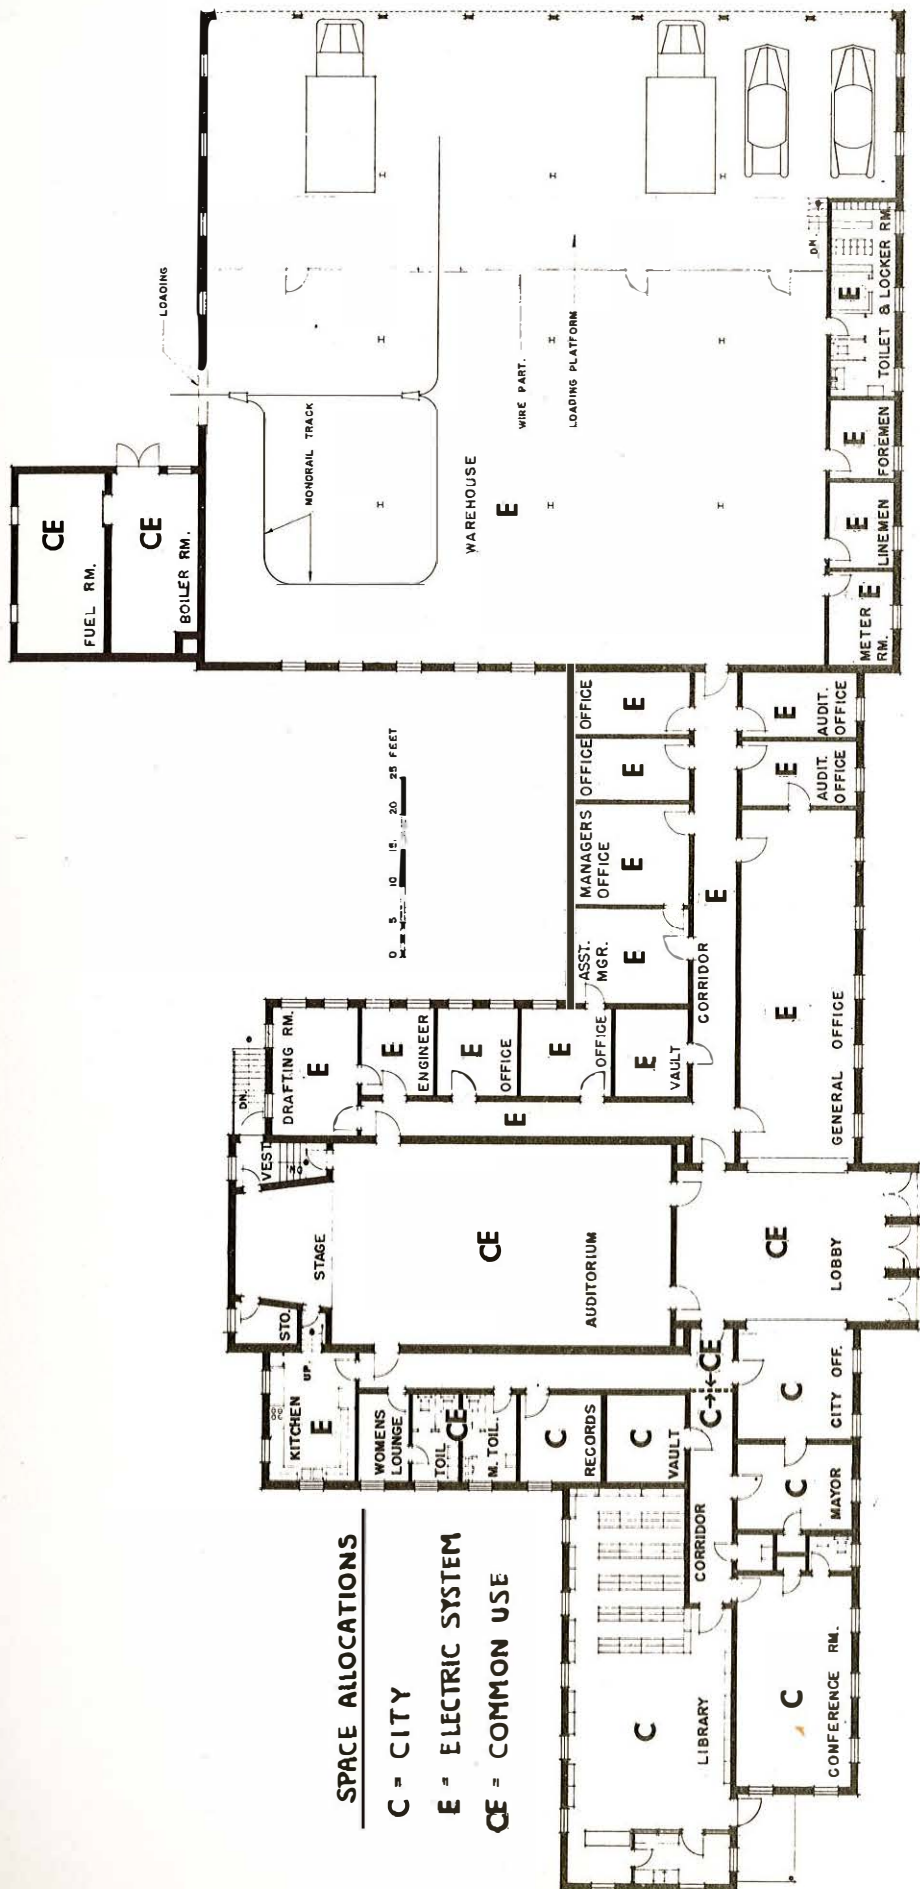 SPACE ALLOCATIONS
C = CITY
E = ELECTRIC SYSTEM
CE = COMMON USE
KITCHEN
E
UP.
STO.
STAGE
VEST.
DN.
DRAFTING RM.
E
WOMENS
LOUNGE
TOIL
CE
M. TOIL.
C
RECORDS
C
VAULT
CE
AUDITORIUM
E
E
ENGINEER
E
OFFICE
E
OFFICE
E
VAULT
0 5 10 15 20 25 FEET
FUEL RM.
CE
BOILER RM.
CE
LOADING
MONORAIL TRACK
WAREHOUSE
E
WIRE PART.
LOADING PLATFORM
DN.
ASST.
MGR.
E
MANAGERS
OFFICE
E
OFFICE
E
OFFICE
E
LIBRARY
C
CORRIDOR
C
CE
CORRIDOR
E
CONFERENCE RM.
C
MAYOR
C
CITY OFF.
C
LOBBY
CE
GENERAL OFFICE
E
AUDIT.
OFFICE
E
AUDIT.
OFFICE
E
METER
RM.
E
LINEMEN
E
FOREMEN
E
TOILET & LOCKER RM.
E
H
H
H
H
H
H
H
H
H